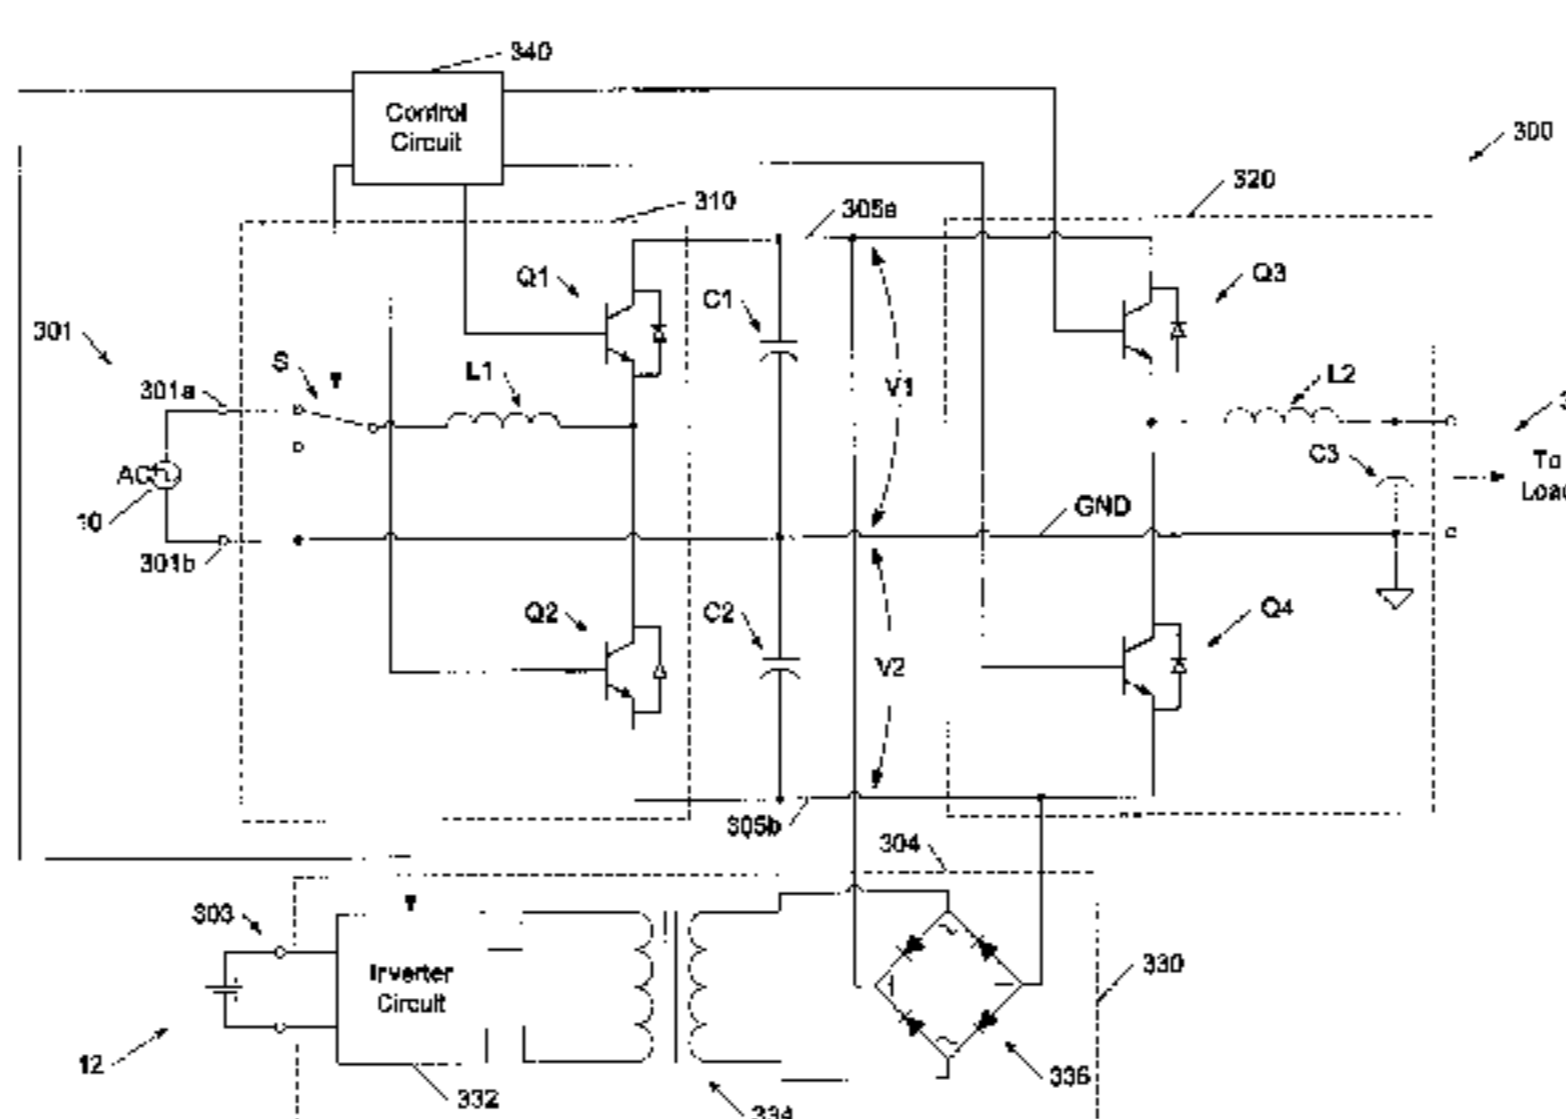 340
Control
Circuit
300
320
310
305a
Q1
Q3
C1
301
S
L1
L2
301a
V1
C3
AC
To
10
GND
301b
Q2
C2
Q4
V2
305b
304
303
330
Inverter
Circuit
12
336
332
334